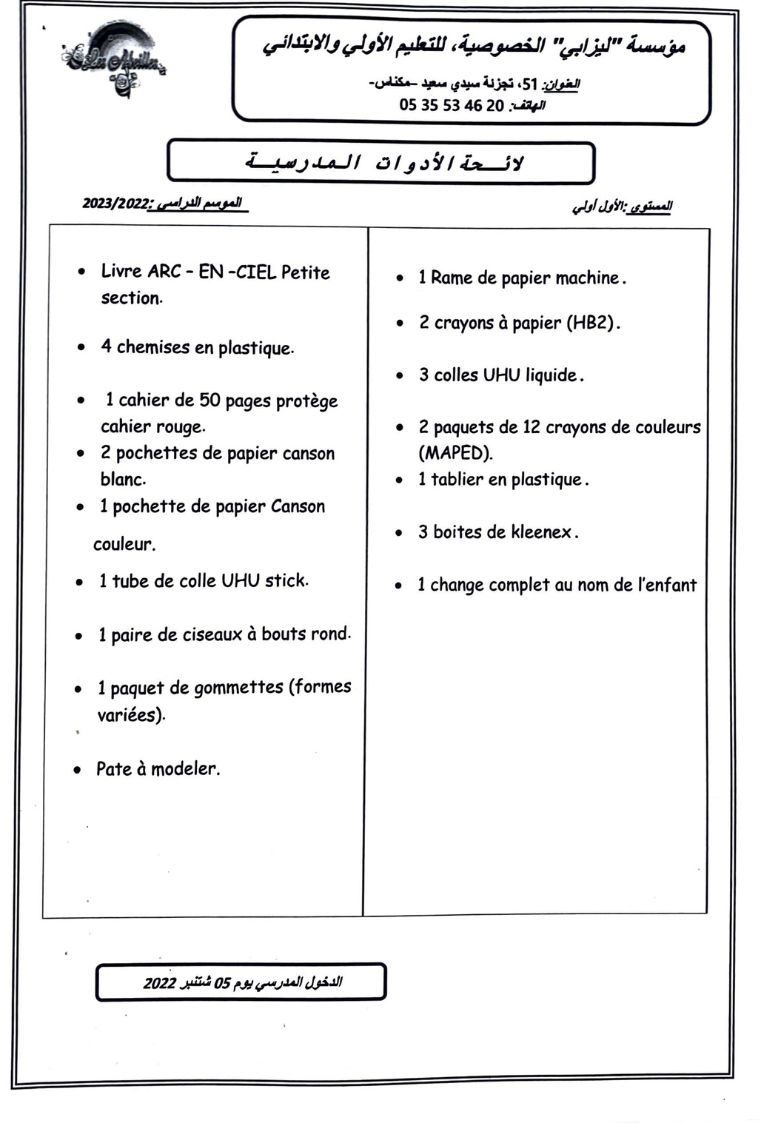 Les Abeilles
مؤسسة "ليزابي" الخصوصية، للتعليم الأولي والابتدائي
العنوان: 51، تجزئة سيدي سعيد –مكناس-
الهاتف: 05 35 53 46 20
لائحة الأدوات المدرسية
المستوى :الأول أولي
الموسم الدراسي :2023/2022
• Livre ARC – EN –CIEL Petite
section.
• 4 chemises en plastique.
• 1 cahier de 50 pages protège
cahier rouge.
• 2 pochettes de papier canson
blanc.
• 1 pochette de papier Canson
couleur.
• 1 tube de colle UHU stick.
• 1 paire de ciseaux à bouts rond.
• 1 paquet de gommettes (formes
variées).
• Pate à modeler.
• 1 Rame de papier machine.
• 2 crayons à papier (HB2).
• 3 colles UHU liquide.
• 2 paquets de 12 crayons de couleurs
(MAPED).
• 1 tablier en plastique.
• 3 boites de kleenex.
• 1 change complet au nom de l'enfant
الدخول المدرسي يوم 05 شتنبر 2022